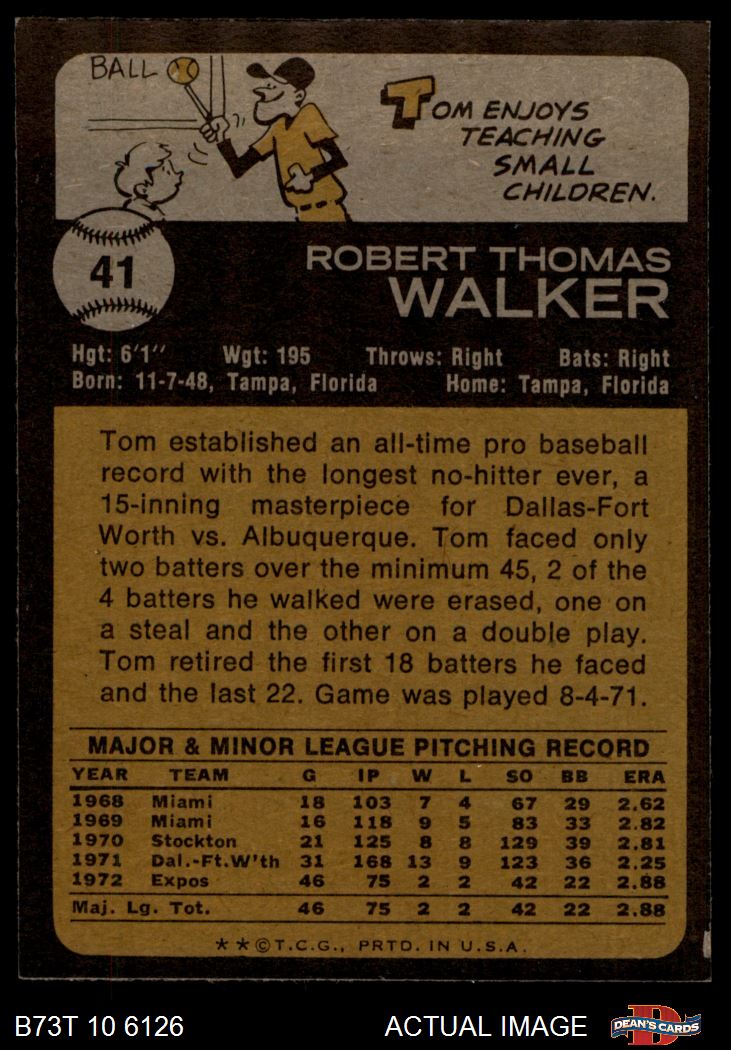 BALL
TOM ENJOYS
TEACHING
SMALL
CHILDREN.
41
ROBERT THOMAS
WALKER
Hgt: 6'1" Wgt: 195 Throws: Right Bats: Right
Born: 11-7-48, Tampa, Florida Home: Tampa, Florida
Tom established an all-time pro baseball
record with the longest no-hitter ever, a
15-inning masterpiece for Dallas-Fort
Worth vs. Albuquerque. Tom faced only
two batters over the minimum 45, 2 of the
4 batters he walked were erased, one on
a steal and the other on a double play.
Tom retired the first 18 batters he faced
and the last 22. Game was played 8-4-71.
MAJOR & MINOR LEAGUE PITCHING RECORD
YEAR TEAM G IP W L SO BB ERA
1968 Miami 18 103 7 4 67 29 2.62
1969 Miami 16 118 9 5 83 33 2.82
1970 Stockton 21 125 8 8 129 39 2.81
1971 Dal.-Ft.W'th 31 168 13 9 123 36 2.25
1972 Expos 46 75 2 2 42 22 2.88
Maj. Lg. Tot. 46 75 2 2 42 22 2.88
**©T.C.G., PRTD. IN U.S.A.
B73T 10 6126 ACTUAL IMAGE D DEAN'S CARDS